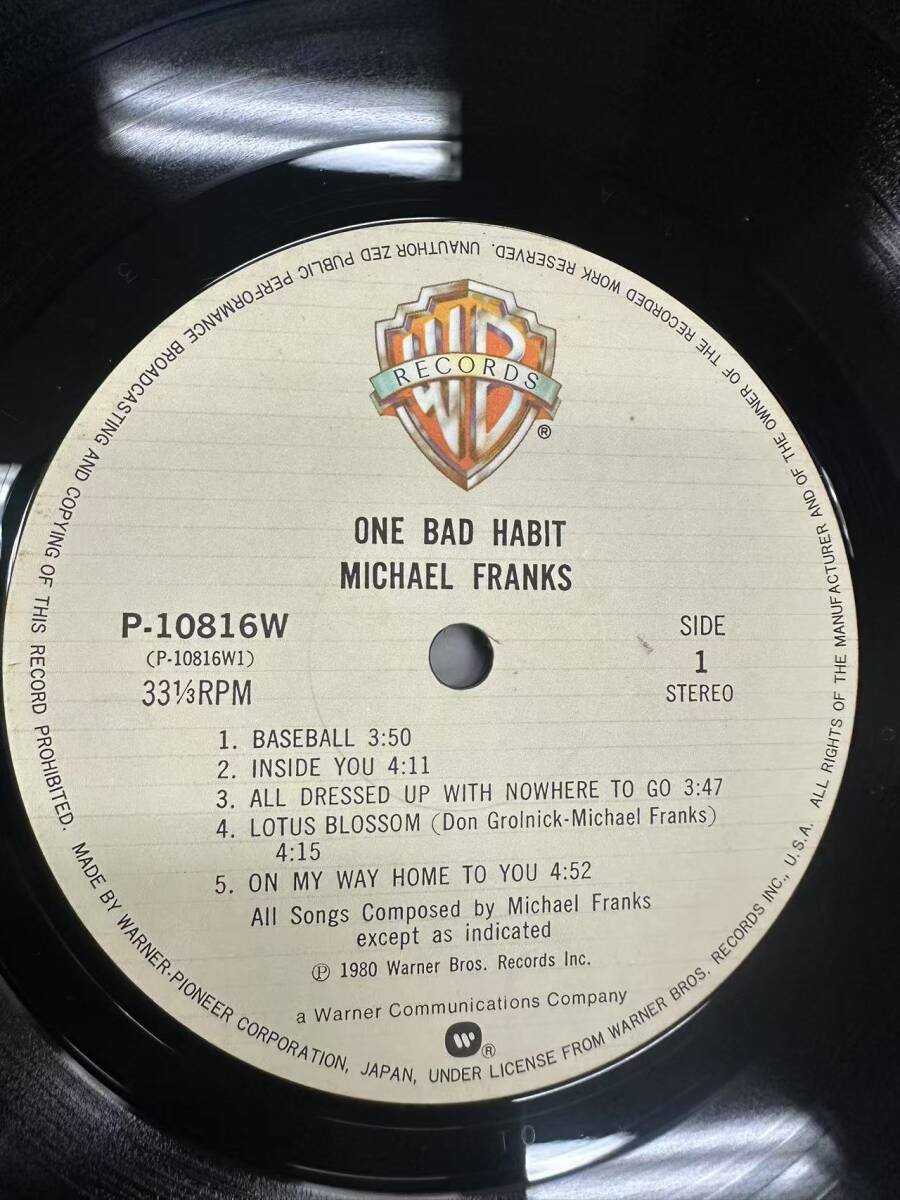 WB
RECORDS
®
ONE BAD HABIT
MICHAEL FRANKS
P-10816W
(P-10816W1)
33⅓RPM
SIDE
1
STEREO
1. BASEBALL 3:50
2. INSIDE YOU 4:11
3. ALL DRESSED UP WITH NOWHERE TO GO 3:47
4. LOTUS BLOSSOM (Don Grolnick-Michael Franks)
4:15
5. ON MY WAY HOME TO YOU 4:52
All Songs Composed by Michael Franks
except as indicated
℗ 1980 Warner Bros. Records Inc.
a Warner Communications Company
®
MADE BY WARNER-PIONEER CORPORATION, JAPAN, UNDER LICENSE FROM WARNER BROS. RECORDS INC., U.S.A. ALL RIGHTS OF THE MANUFACTURER AND OF THE OWNER OF THE RECORDED WORK RESERVED. UNAUTHOR ZED PUBLIC PERFORMANCE BROADCASTING AND COPYING OF THIS RECORD PROHIBITED.